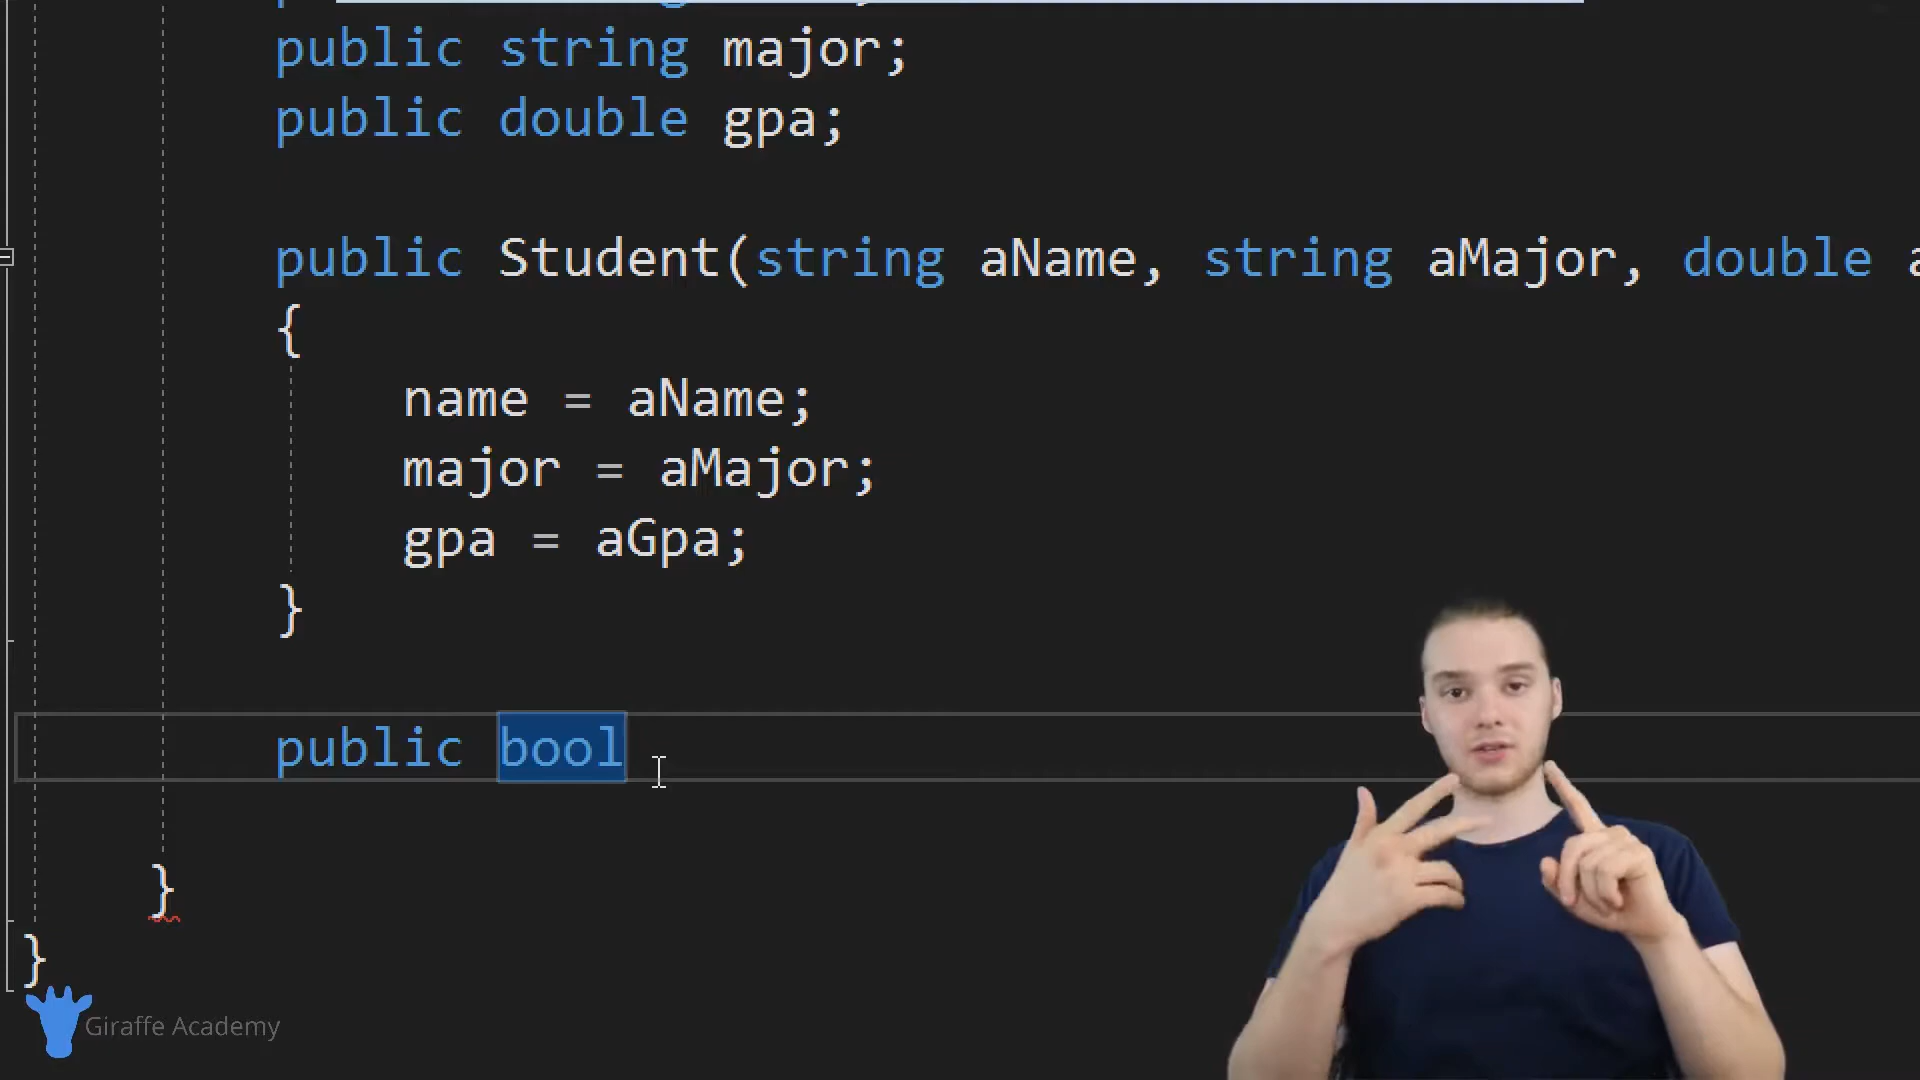 public string major;
public double gpa;
public Student(string aName, string aMajor, double a
{
name = aName;
major = aMajor;
gpa = aGpa;
}
public bool
}
}
Giraffe Academy